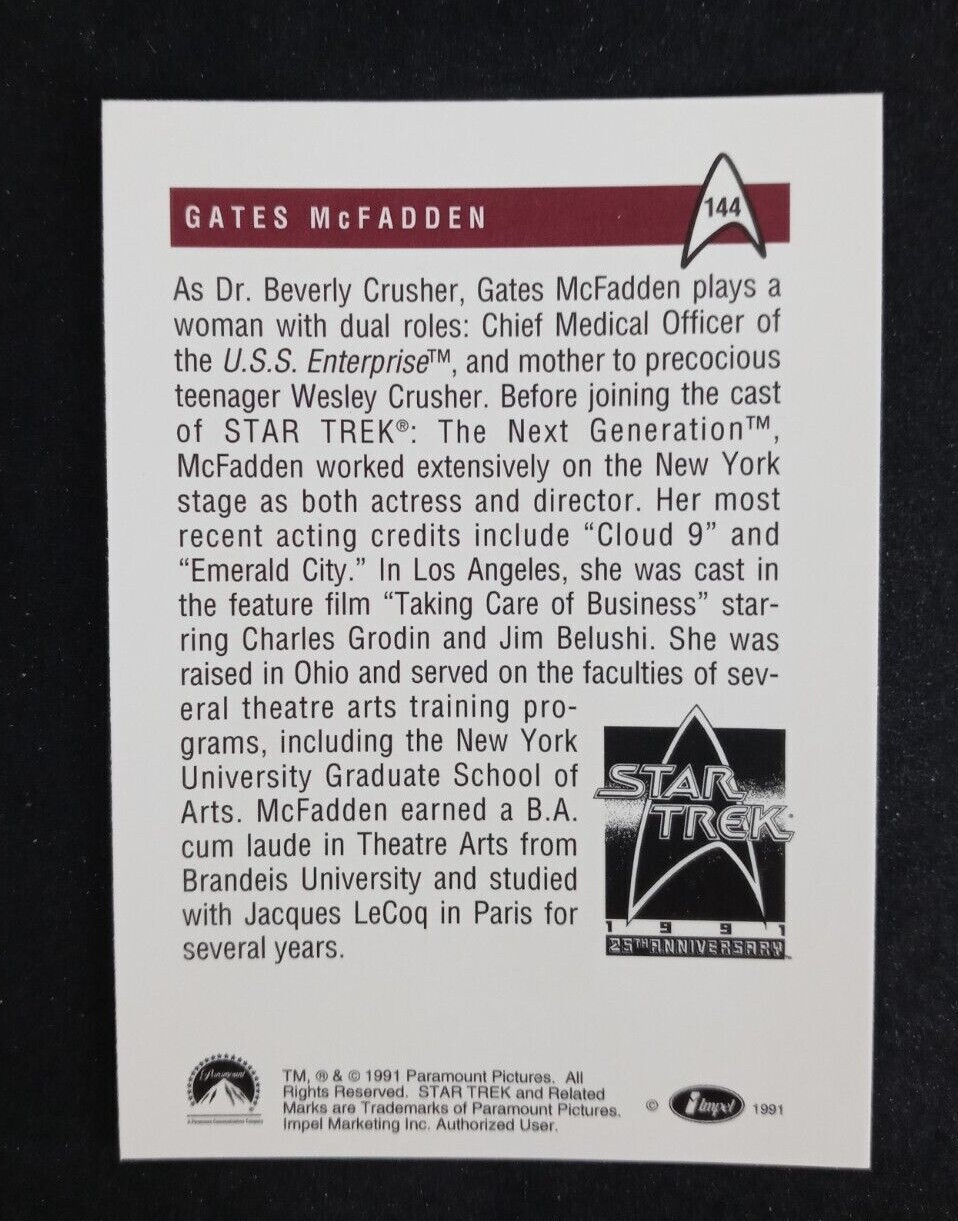 GATES McFADDEN
144
As Dr. Beverly Crusher, Gates McFadden plays a
woman with dual roles: Chief Medical Officer of
the U.S.S. Enterprise™, and mother to precocious
teenager Wesley Crusher. Before joining the cast
of STAR TREK®: The Next Generation™,
McFadden worked extensively on the New York
stage as both actress and director. Her most
recent acting credits include “Cloud 9” and
“Emerald City.” In Los Angeles, she was cast in
the feature film “Taking Care of Business” star-
ring Charles Grodin and Jim Belushi. She was
raised in Ohio and served on the faculties of sev-
eral theatre arts training pro-
grams, including the New York
University Graduate School of
Arts. McFadden earned a B.A.
cum laude in Theatre Arts from
Brandeis University and studied
with Jacques LeCoq in Paris for
several years.
STAR
TREK
1991
25TH ANNIVERSARY
Paramount
A Paramount Communications Company
TM, ® & © 1991 Paramount Pictures. All
Rights Reserved. STAR TREK and Related
Marks are Trademarks of Paramount Pictures.
Impel Marketing Inc. Authorized User.
© Impel 1991